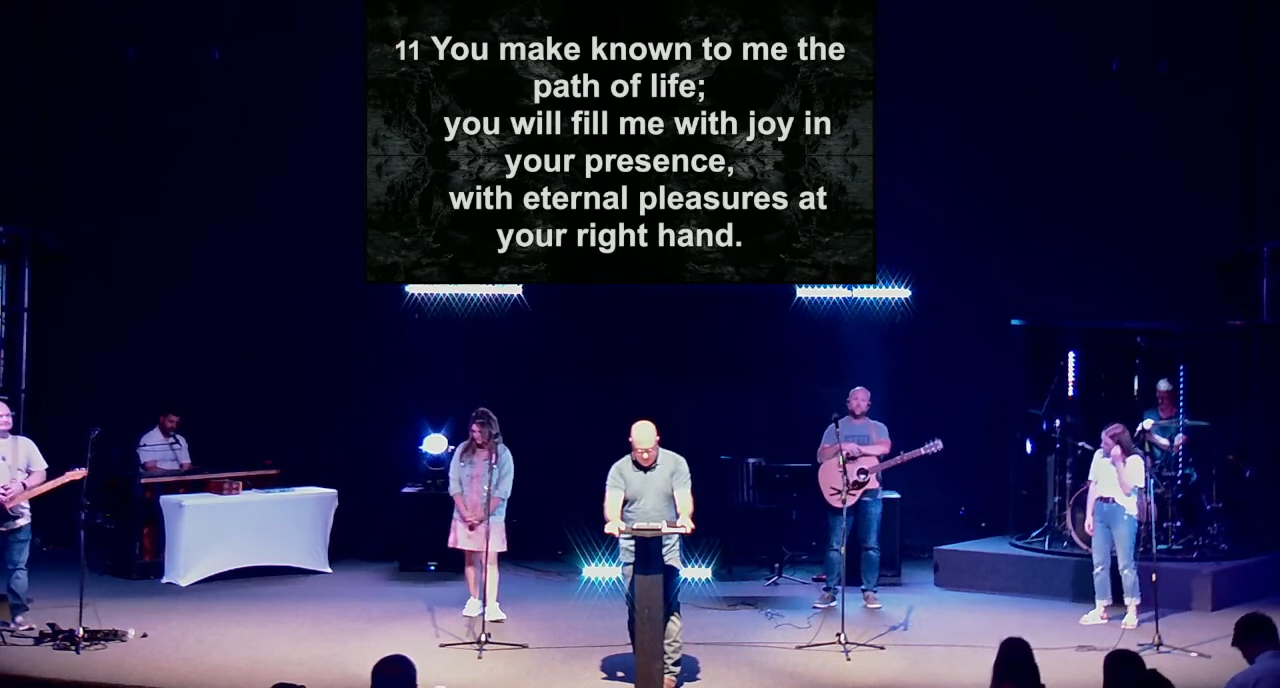 11 You make known to me the
path of life;
you will fill me with joy in
your presence,
with eternal pleasures at
your right hand.